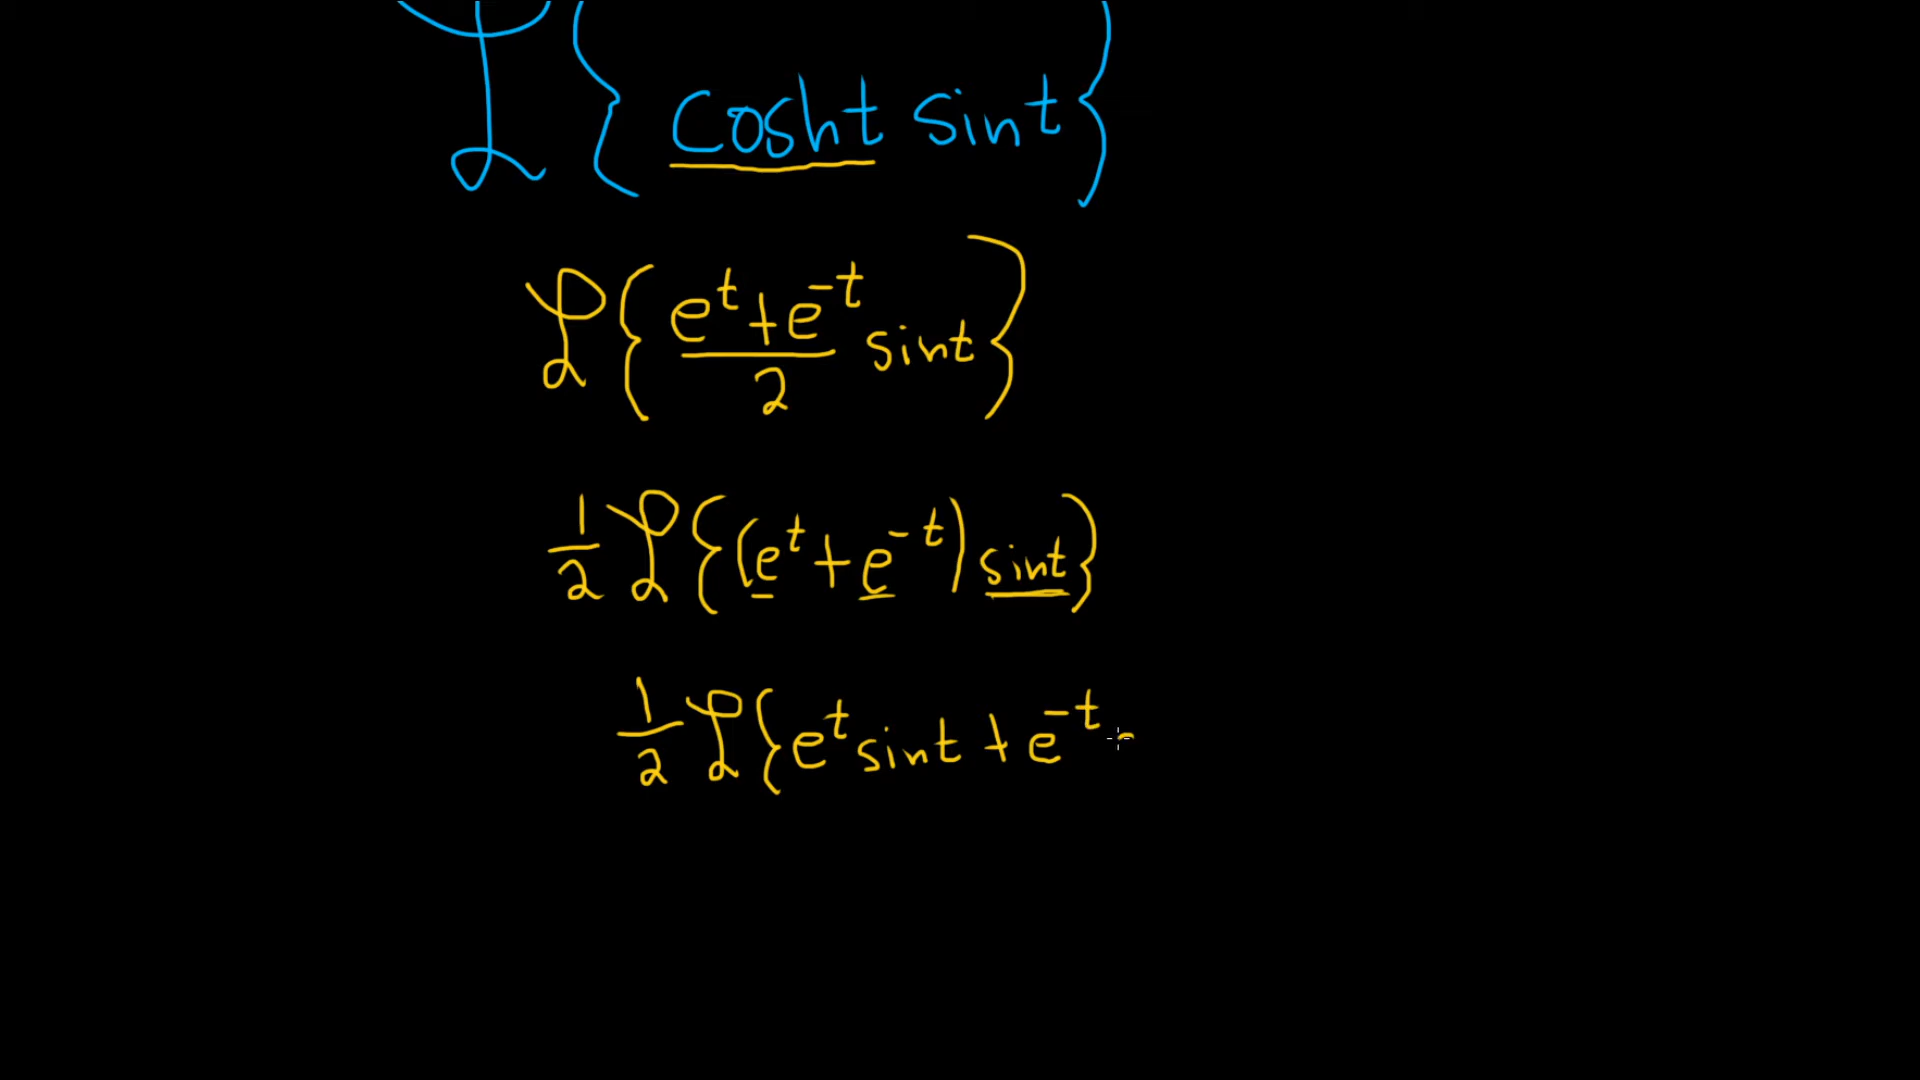 ℒ{cosht sint}
ℒ{e^t+e^-t/2 sint}
1/2 ℒ{(e^t+e^-t) sint}
1/2 ℒ{e^t sint + e^-t